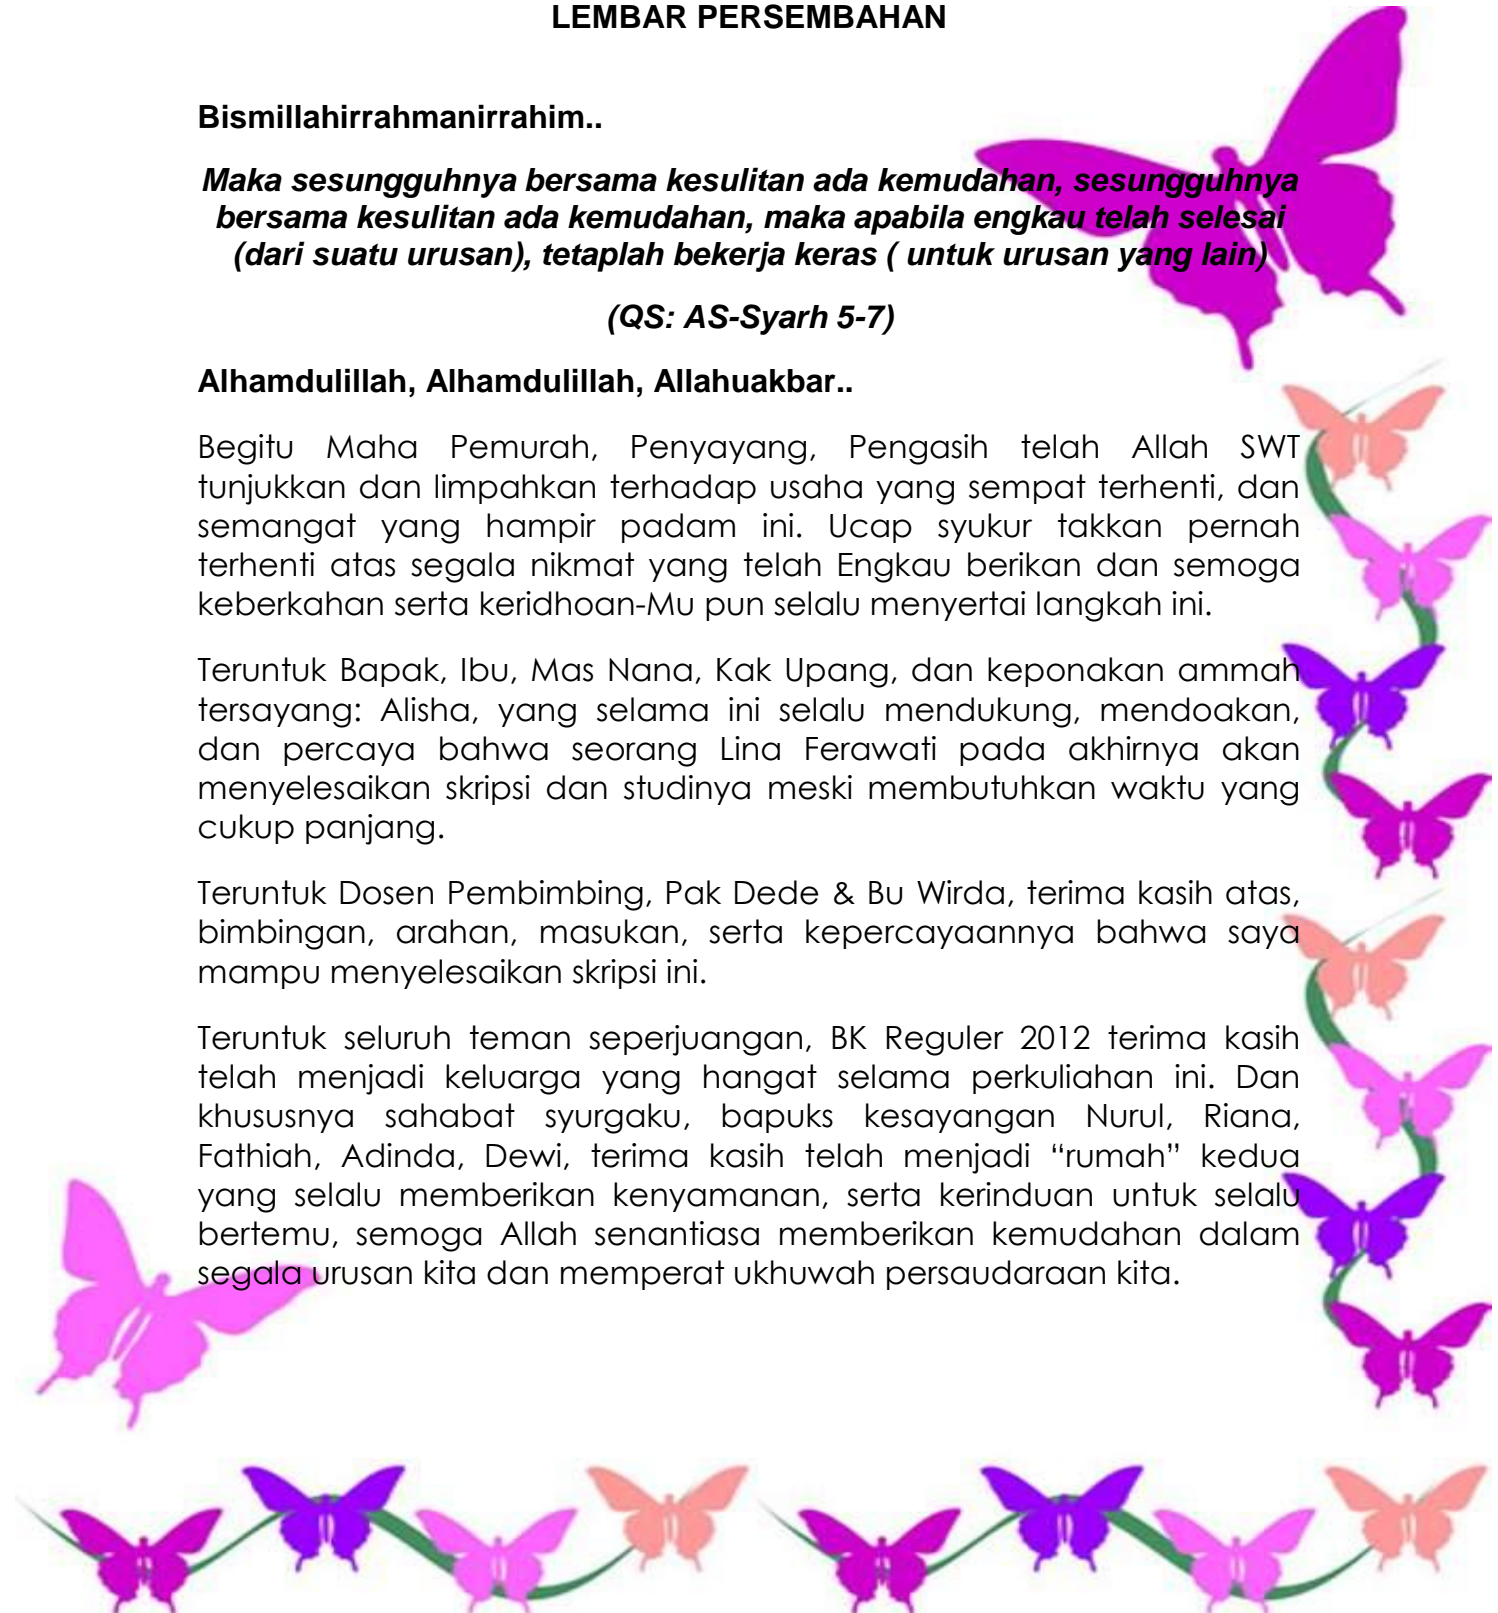 LEMBAR PERSEMBAHAN
Bismillahirrahmanirrahim..
Maka sesungguhnya bersama kesulitan ada kemudahan, sesungguhnya
bersama kesulitan ada kemudahan, maka apabila engkau telah selesai
(dari suatu urusan), tetaplah bekerja keras ( untuk urusan yang lain)
(QS: AS-Syarh 5-7)
Alhamdulillah, Alhamdulillah, Allahuakbar..
Begitu Maha Pemurah, Penyayang, Pengasih telah Allah SWT
tunjukkan dan limpahkan terhadap usaha yang sempat terhenti, dan
semangat yang hampir padam ini. Ucap syukur takkan pernah
terhenti atas segala nikmat yang telah Engkau berikan dan semoga
keberkahan serta keridhoan-Mu pun selalu menyertai langkah ini.
Teruntuk Bapak, Ibu, Mas Nana, Kak Upang, dan keponakan ammah
tersayang: Alisha, yang selama ini selalu mendukung, mendoakan,
dan percaya bahwa seorang Lina Ferawati pada akhirnya akan
menyelesaikan skripsi dan studinya meski membutuhkan waktu yang
cukup panjang.
Teruntuk Dosen Pembimbing, Pak Dede & Bu Wirda, terima kasih atas,
bimbingan, arahan, masukan, serta kepercayaannya bahwa saya
mampu menyelesaikan skripsi ini.
Teruntuk seluruh teman seperjuangan, BK Reguler 2012 terima kasih
telah menjadi keluarga yang hangat selama perkuliahan ini. Dan
khususnya sahabat syurgaku, bapuks kesayangan Nurul, Riana,
Fathiah, Adinda, Dewi, terima kasih telah menjadi “rumah” kedua
yang selalu memberikan kenyamanan, serta kerinduan untuk selalu
bertemu, semoga Allah senantiasa memberikan kemudahan dalam
segala urusan kita dan memperat ukhuwah persaudaraan kita.